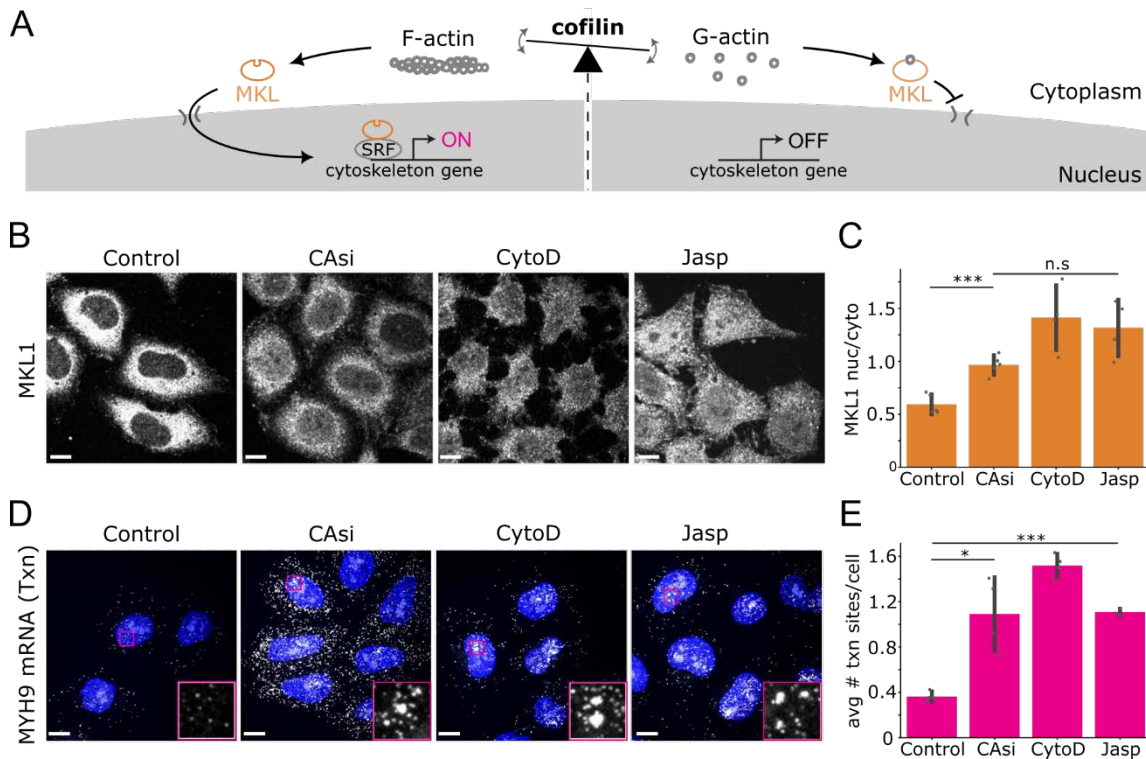 A
F-actin
cofilin
G-actin
MKL
MKL
Cytoplasm
SRF
ON
cytoskeleton gene
OFF
cytoskeleton gene
Nucleus
B
Control
CAsi
CytoD
Jasp
MKL1
C
n.s
***
1.5
1.0
0.5
0
MKL1 nuc/cyto
Control
CAsi
CytoD
Jasp
D
Control
CAsi
CytoD
Jasp
MYH9 mRNA (Txn)
E
***
*
1.6
1.2
0.4
0
avg # txn sites/cell
Control
CAsi
CytoD
Jasp